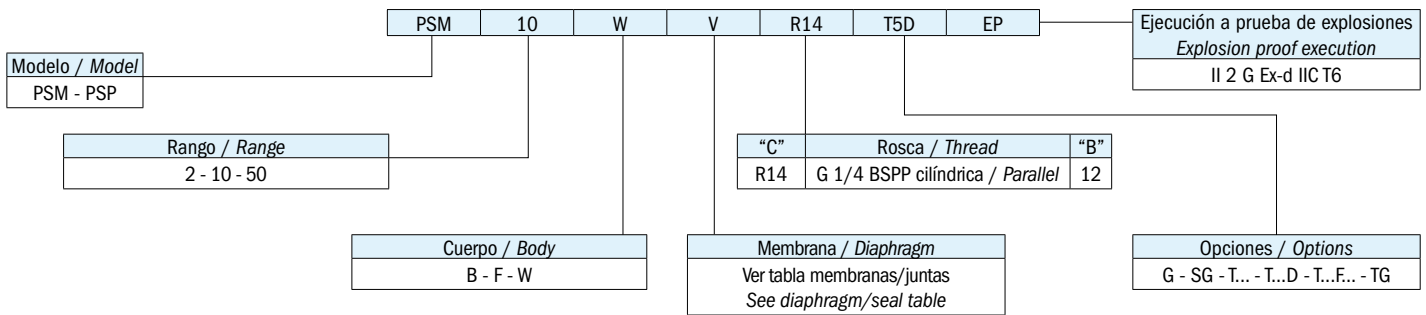 PSM 10 W V R14 T5D EP
Ejecución a prueba de explosiones
Explosion proof execution
II 2 G Ex-d IIC T6
Modelo / Model
PSM - PSP
Rango / Range
2 - 10 - 50
“C” Rosca / Thread “B”
R14 G 1/4 BSPP cilíndrica / Parallel 12
Cuerpo / Body
B - F - W
Membrana / Diaphragm
Ver tabla membranas/juntas
See diaphragm/seal table
Opciones / Options
G - SG - T... - T...D - T...F... - TG